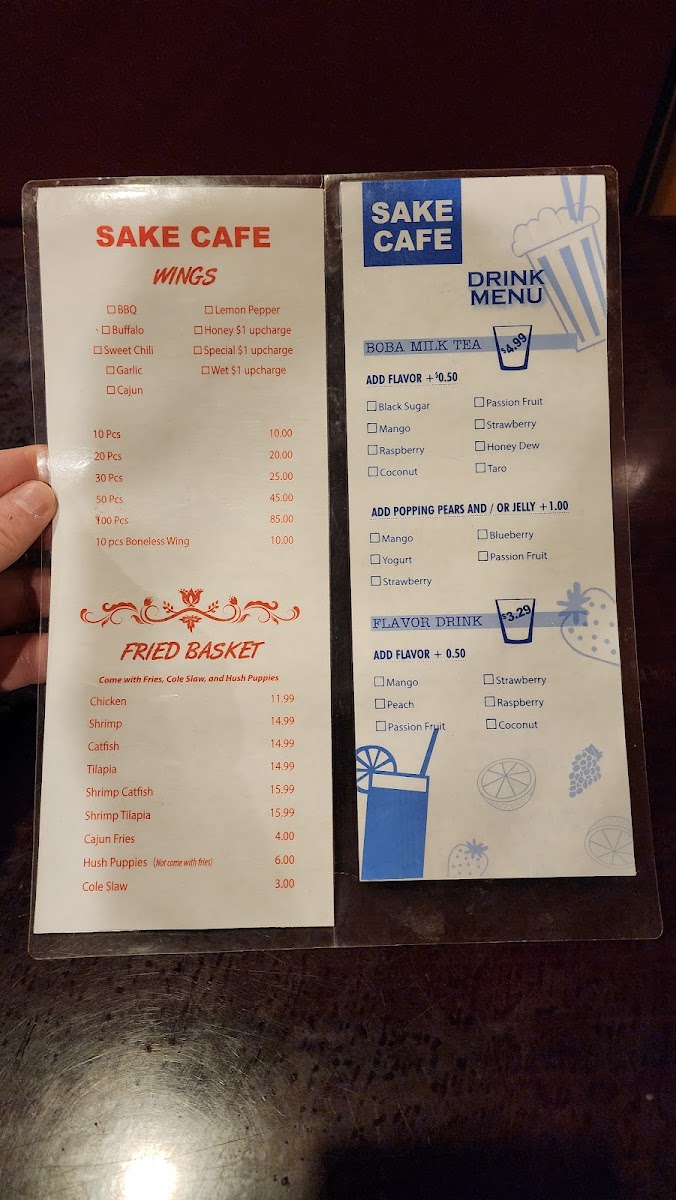 SAKE CAFE
WINGS
☐ BBQ ☐ Lemon Pepper
☐ Buffalo ☐ Honey $1 upcharge
☐ Sweet Chili ☐ Special $1 upcharge
☐ Garlic ☐ Wet $1 upcharge
☐ Cajun
10 Pcs 10.00
20 Pcs 20.00
30 Pcs 25.00
50 Pcs 45.00
100 Pcs 85.00
10 pcs Boneless Wing 10.00
FRIED BASKET
Come with Fries, Cole Slaw, and Hush Puppies
Chicken 11.99
Shrimp 14.99
Catfish 14.99
Tilapia 14.99
Shrimp Catfish 15.99
Shrimp Tilapia 15.99
Cajun Fries 4.00
Hush Puppies (Not come with fries) 6.00
Cole Slaw 3.00
SAKE
CAFE
DRINK
MENU
BOBA MILK TEA $4.99
ADD FLAVOR +$0.50
☐ Black Sugar ☐ Passion Fruit
☐ Mango ☐ Strawberry
☐ Raspberry ☐ Honey Dew
☐ Coconut ☐ Taro
ADD POPPING PEARS AND / OR JELLY +1.00
☐ Mango ☐ Blueberry
☐ Yogurt ☐ Passion Fruit
☐ Strawberry
FLAVOR DRINK $3.29
ADD FLAVOR + 0.50
☐ Mango ☐ Strawberry
☐ Peach ☐ Raspberry
☐ Passion Fruit ☐ Coconut